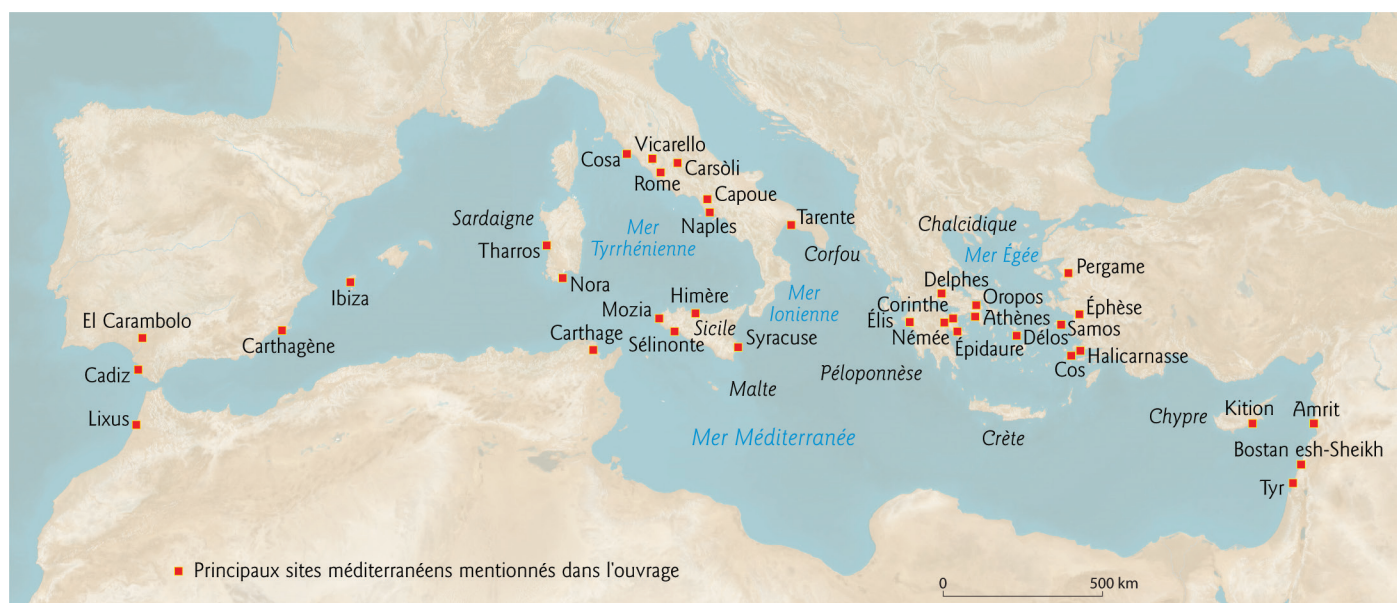 Vicarello
Cosa
Carsòli
Rome
Capoue
Naples
Sardaigne
Mer
Tyrrhénienne
Tarente
Chalcidique
Tharros
Corfou
Mer Égée
Pergame
Nora
Ibiza
Delphes
Himère
Mer
Ionienne
Oropos
Mozia
Corinthe
Éphèse
El Carambolo
Carthage
Sicile
Élis
Athènes
Samos
Carthagène
Sélinonte
Syracuse
Némée
Délos
Épidaure
Halicarnasse
Cadiz
Péloponnèse
Cos
Malte
Lixus
Chypre
Kition
Amrit
Mer Méditerranée
Crète
Bostan esh-Sheikh
Tyr
Principaux sites méditerranéens mentionnés dans l'ouvrage
0 500 km